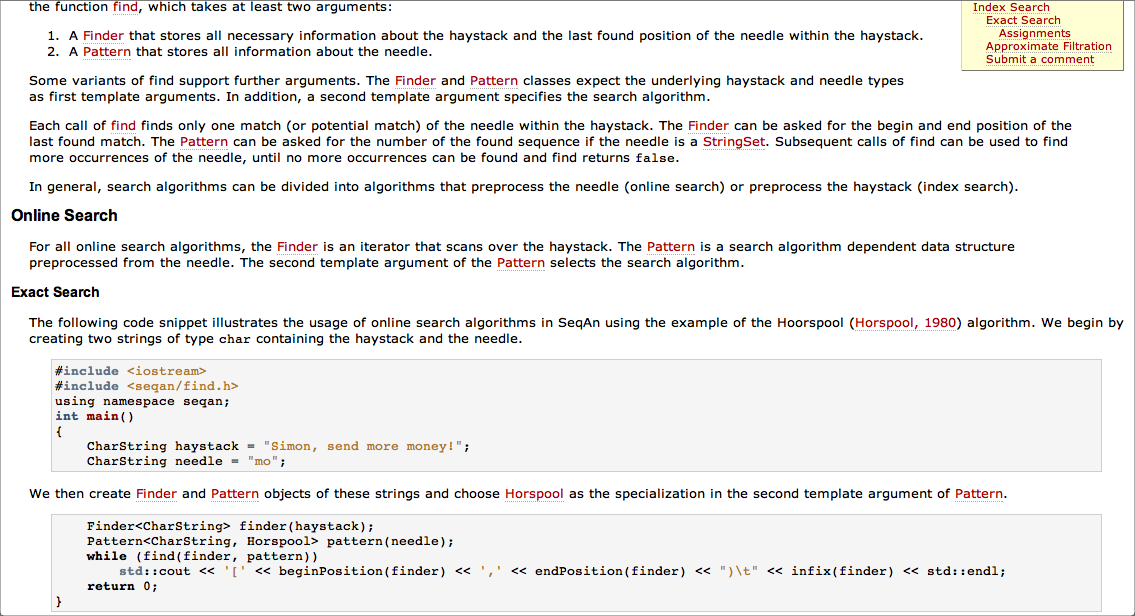 the function find, which takes at least two arguments:
1. A Finder that stores all necessary information about the haystack and the last found position of the needle within the haystack.
2. A Pattern that stores all information about the needle.
Some variants of find support further arguments. The Finder and Pattern classes expect the underlying haystack and needle types
as first template arguments. In addition, a second template argument specifies the search algorithm.
Each call of find finds only one match (or potential match) of the needle within the haystack. The Finder can be asked for the begin and end position of the
last found match. The Pattern can be asked for the number of the found sequence if the needle is a StringSet. Subsequent calls of find can be used to find
more occurrences of the needle, until no more occurrences can be found and find returns false.
In general, search algorithms can be divided into algorithms that preprocess the needle (online search) or preprocess the haystack (index search).
Online Search
For all online search algorithms, the Finder is an iterator that scans over the haystack. The Pattern is a search algorithm dependent data structure
preprocessed from the needle. The second template argument of the Pattern selects the search algorithm.
Exact Search
The following code snippet illustrates the usage of online search algorithms in SeqAn using the example of the Hoorspool (Horspool, 1980) algorithm. We begin by
creating two strings of type char containing the haystack and the needle.
#include <iostream>
#include <seqan/find.h>
using namespace seqan;
int main()
{
    CharString haystack = "Simon, send more money!";
    CharString needle = "mo";
We then create Finder and Pattern objects of these strings and choose Horspool as the specialization in the second template argument of Pattern.
    Finder<CharString> finder(haystack);
    Pattern<CharString, Horspool> pattern(needle);
    while (find(finder, pattern))
        std::cout << '[' << beginPosition(finder) << ',' << endPosition(finder) << ")\t" << infix(finder) << std::endl;
    return 0;
}
Index Search
Exact Search
Assignments
Approximate Filtration
Submit a comment